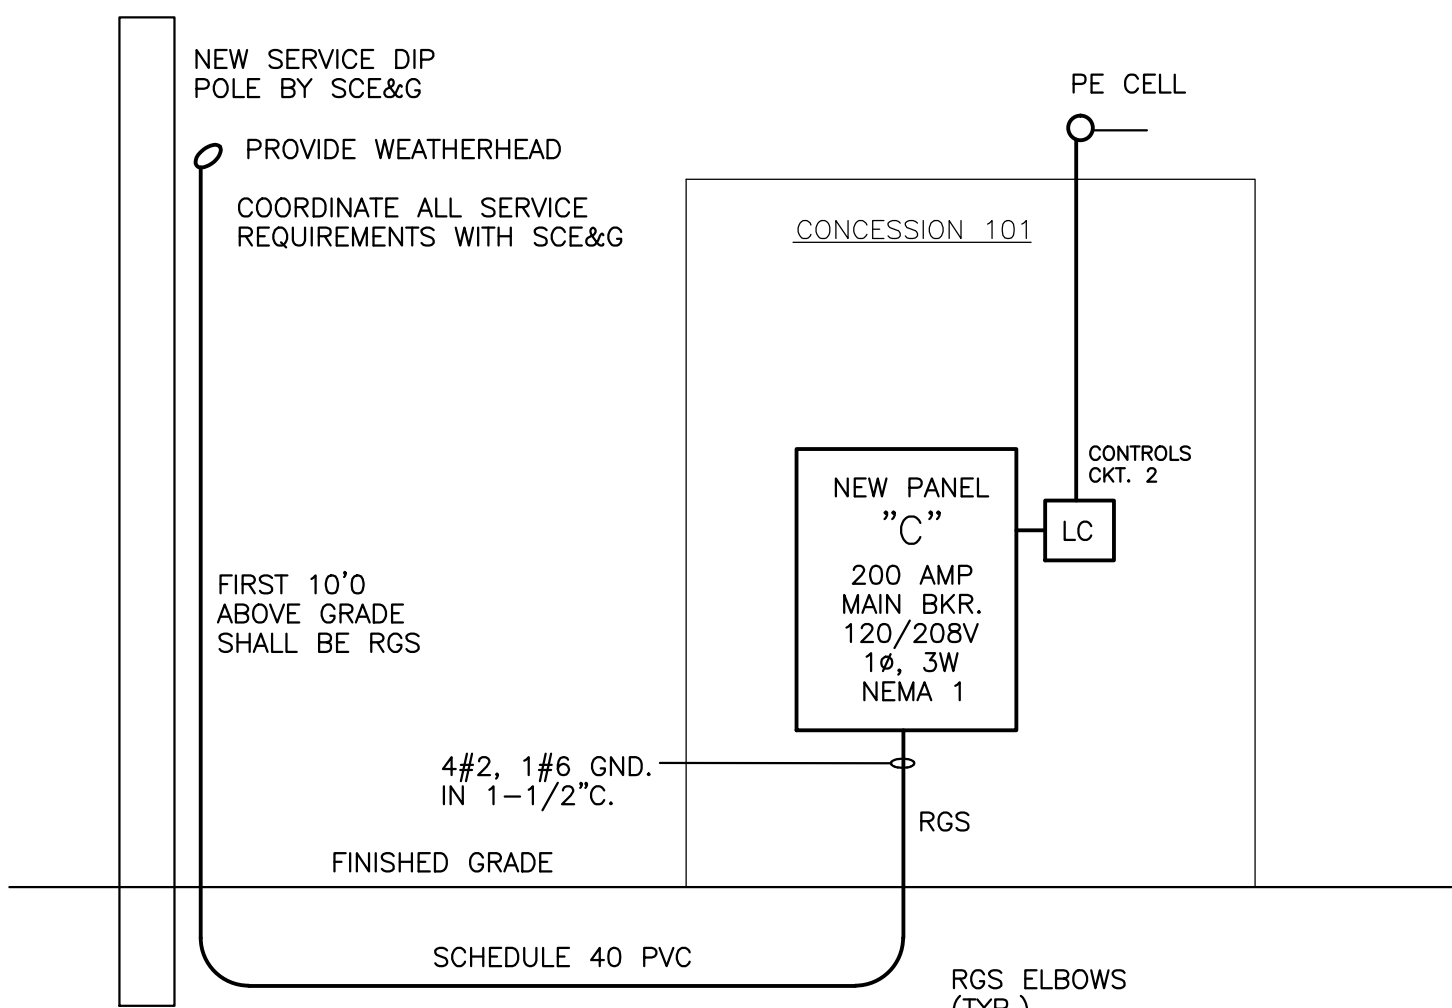 NEW SERVICE DIP
POLE BY SCE&G
PROVIDE WEATHERHEAD
COORDINATE ALL SERVICE
REQUIREMENTS WITH SCE&G
PE CELL
CONCESSION 101
CONTROLS
CKT. 2
LC
NEW PANEL
"C"
200 AMP
MAIN BKR.
120/208V
1ø, 3W
NEMA 1
FIRST 10'0
ABOVE GRADE
SHALL BE RGS
4#2, 1#6 GND.
IN 1-1/2"C.
RGS
FINISHED GRADE
SCHEDULE 40 PVC
RGS ELBOWS
(TYP.)